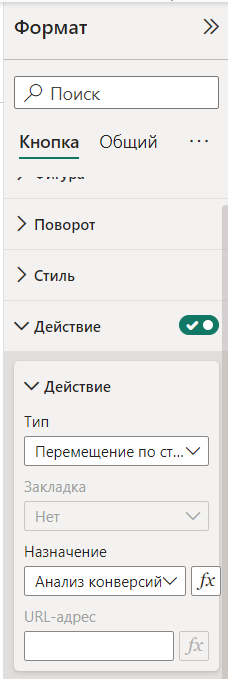 Формат
Поиск
Кнопка Общий ...
Фигура
Поворот
Стиль
Действие
Действие
Тип
Перемещение по ст...
Закладка
Нет
Назначение
Анализ конверсий fx
URL-адрес
fx